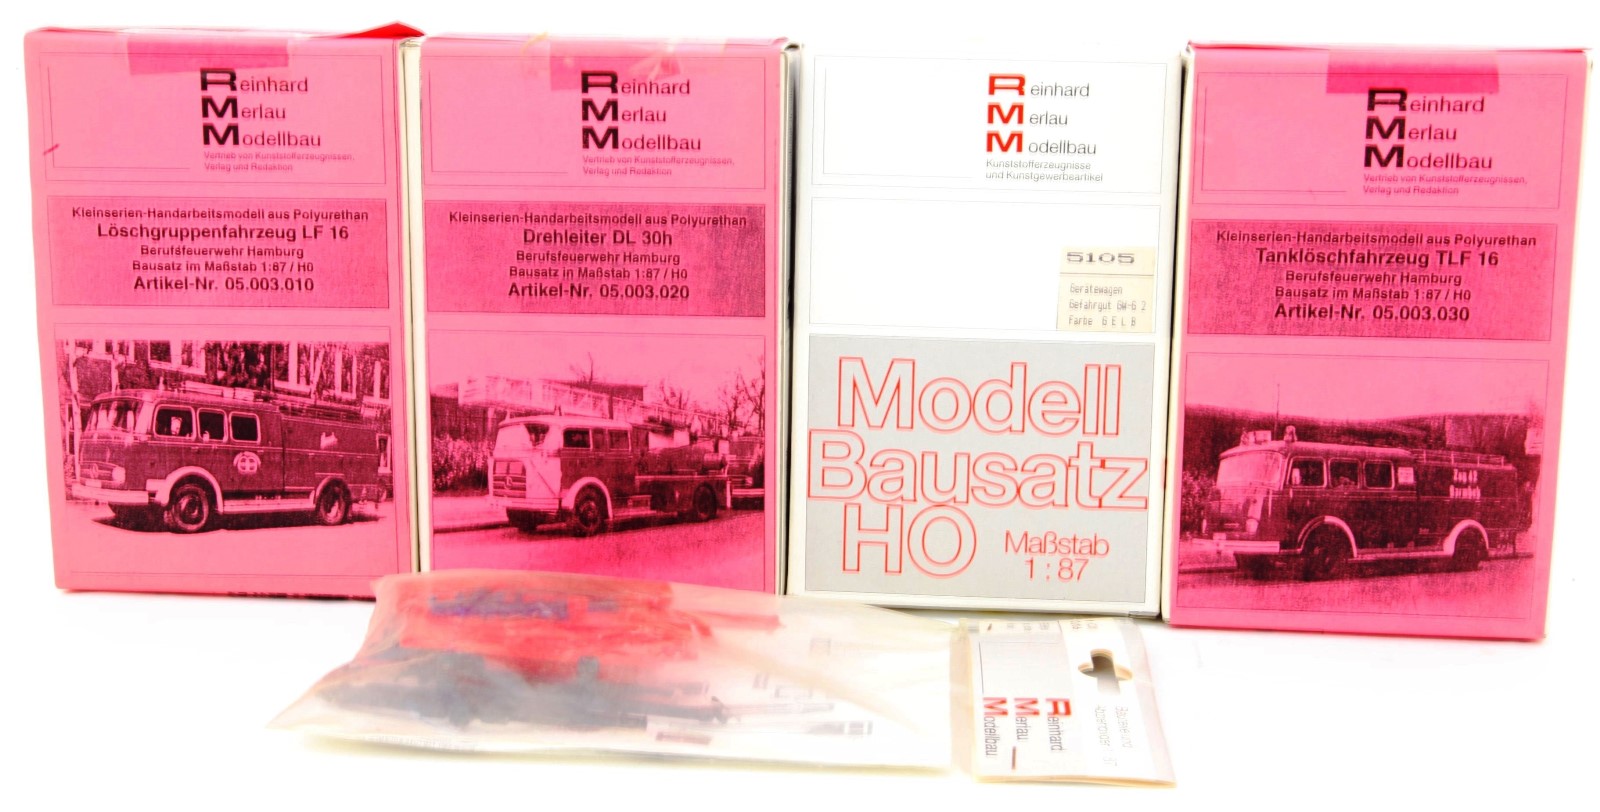 Reinhard
Merlau
Modellbau
Vertrieb von Kunststofferzeugnissen,
Verlag und Redaktion
Kleinserien-Handarbeitsmodell aus Polyurethan
Löschgruppenfahrzeug LF 16
Berufsfeuerwehr Hamburg
Bausatz im Maßstab 1:87 / H0
Artikel-Nr. 05.003.010
Reinhard
Merlau
Modellbau
Vertrieb von Kunststofferzeugnissen,
Verlag und Redaktion
Kleinserien-Handarbeitsmodell aus Polyurethan
Drehleiter DL 30h
Berufsfeuerwehr Hamburg
Bausatz in Maßstab 1:87 / H0
Artikel-Nr. 05.003.020
Reinhard
Merlau
Modellbau
Kunststofferzeugnisse
und Kunstgewerbeartikel
5105
Gerätewagen
Gefahrgut GW-G 2
Farbe G E L B
Modell
Bausatz
HO
Maßstab
1 : 87
Reinhard
Merlau
Modellbau
Vertrieb von Kunststofferzeugnissen,
Verlag und Redaktion
Kleinserien-Handarbeitsmodell aus Polyurethan
Tanklöschfahrzeug TLF 16
Berufsfeuerwehr Hamburg
Bausatz im Maßstab 1:87 / H0
Artikel-Nr. 05.003.030
Reinhard
Merlau
Modellbau